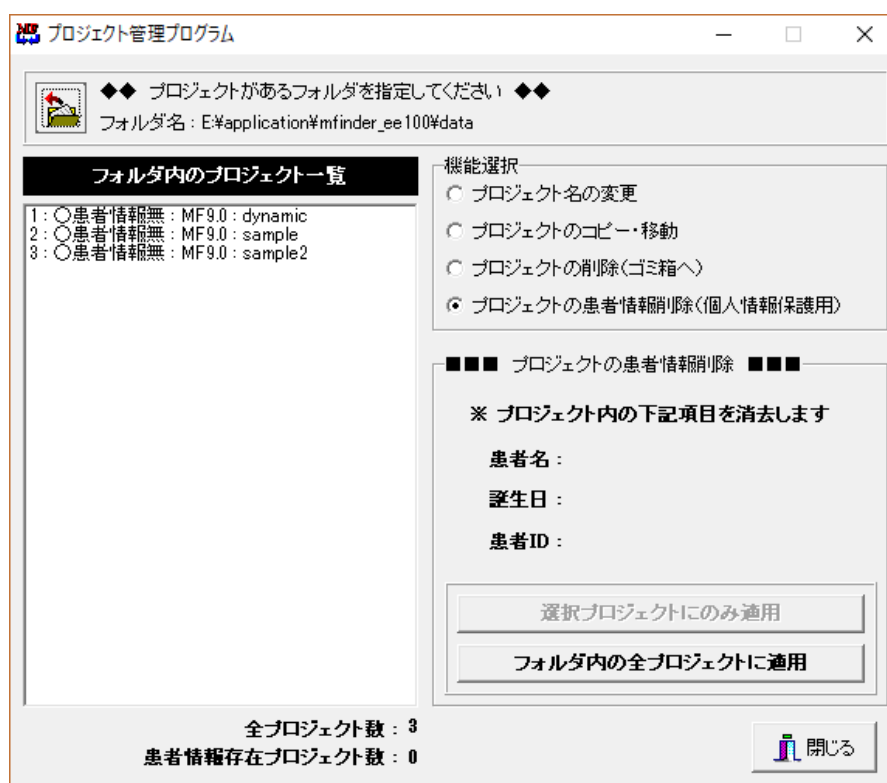 プロジェクト管理プログラム
◆◆ プロジェクトがあるフォルダを指定してください ◆◆
フォルダ名：E:¥application¥mfinder_ee100¥data
フォルダ内のプロジェクト一覧
1：〇患者情報無：MF9.0：dynamic
2：〇患者情報無：MF9.0：sample
3：〇患者情報無：MF9.0：sample2
機能選択
プロジェクト名の変更
プロジェクトのコピー・移動
プロジェクトの削除（ゴミ箱へ）
プロジェクトの患者情報削除（個人情報保護用）
■■■ プロジェクトの患者情報削除 ■■■
※ プロジェクト内の下記項目を消去します
患者名：
誕生日：
患者ID：
選択プロジェクトにのみ適用
フォルダ内の全プロジェクトに適用
全プロジェクト数：3
患者情報存在プロジェクト数：0
閉じる